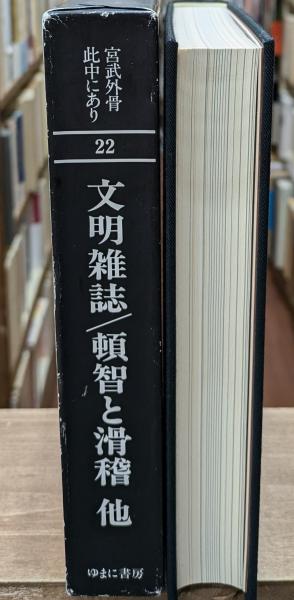 宮武外骨
此中にあり
22
文明雑誌/頓智と滑稽 他
ゆまに書房